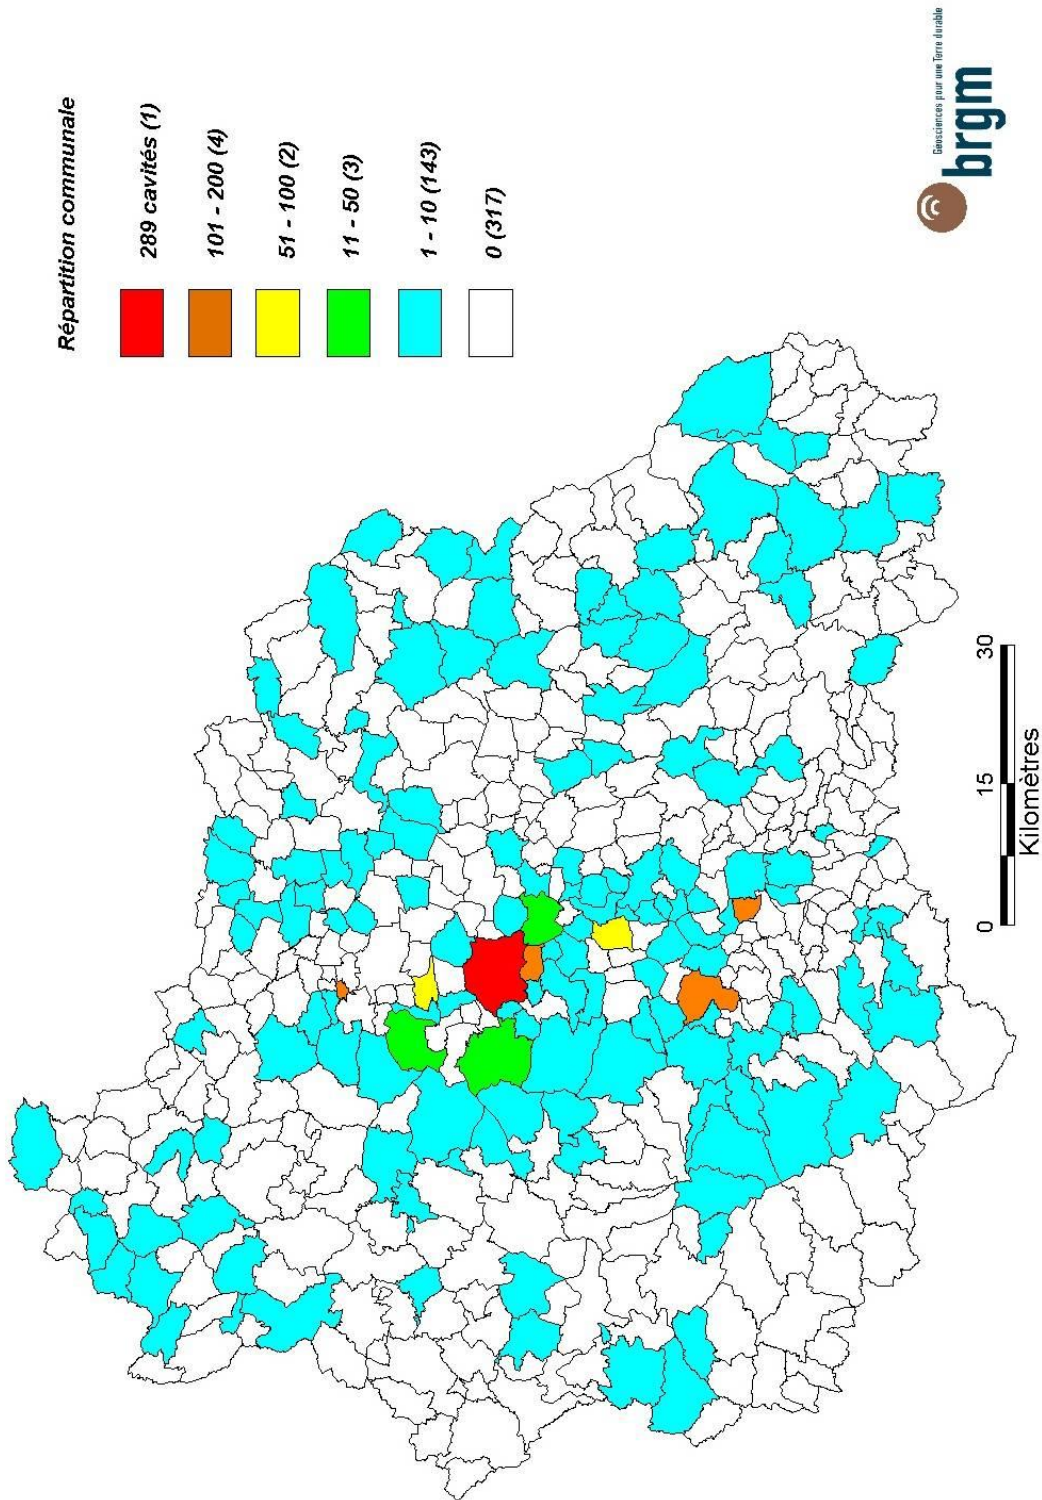 Répartition communale
289 cavités (1)
101 - 200 (4)
51 - 100 (2)
11 - 50 (3)
1 - 10 (143)
0 (317)
0 15 30
Kilomètres
Géosciences pour une Terre durable
brgm